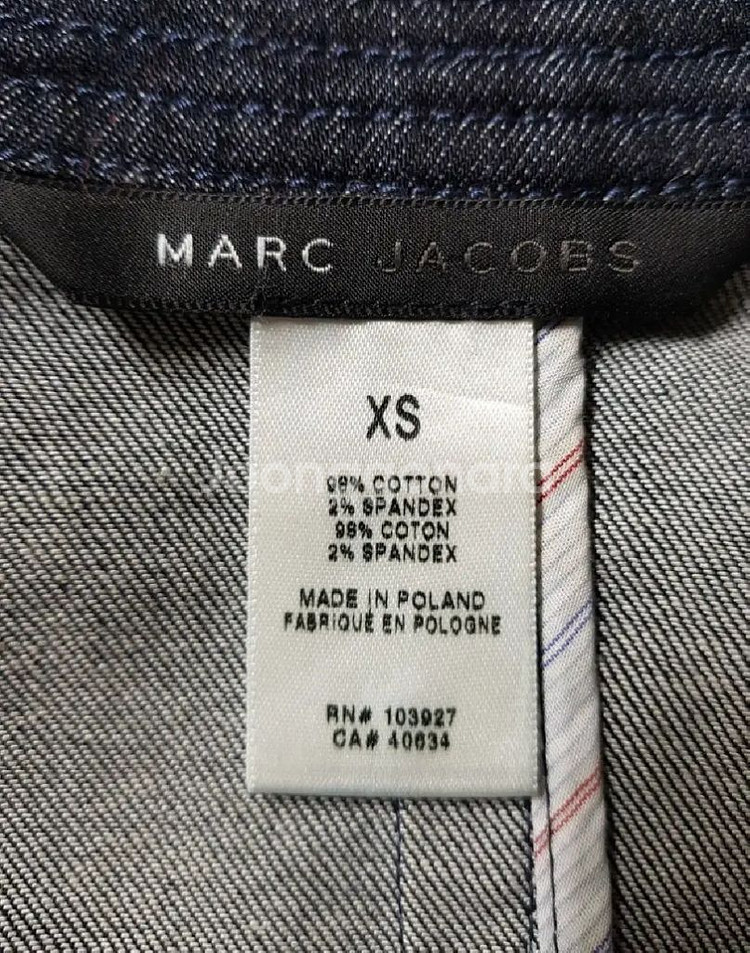 MARC JACOBS
XS
98% COTTON
2% SPANDEX
98% COTON
2% SPANDEX
MADE IN POLAND
FABRIQUÉ EN POLOGNE
RN# 103927
CA# 40634